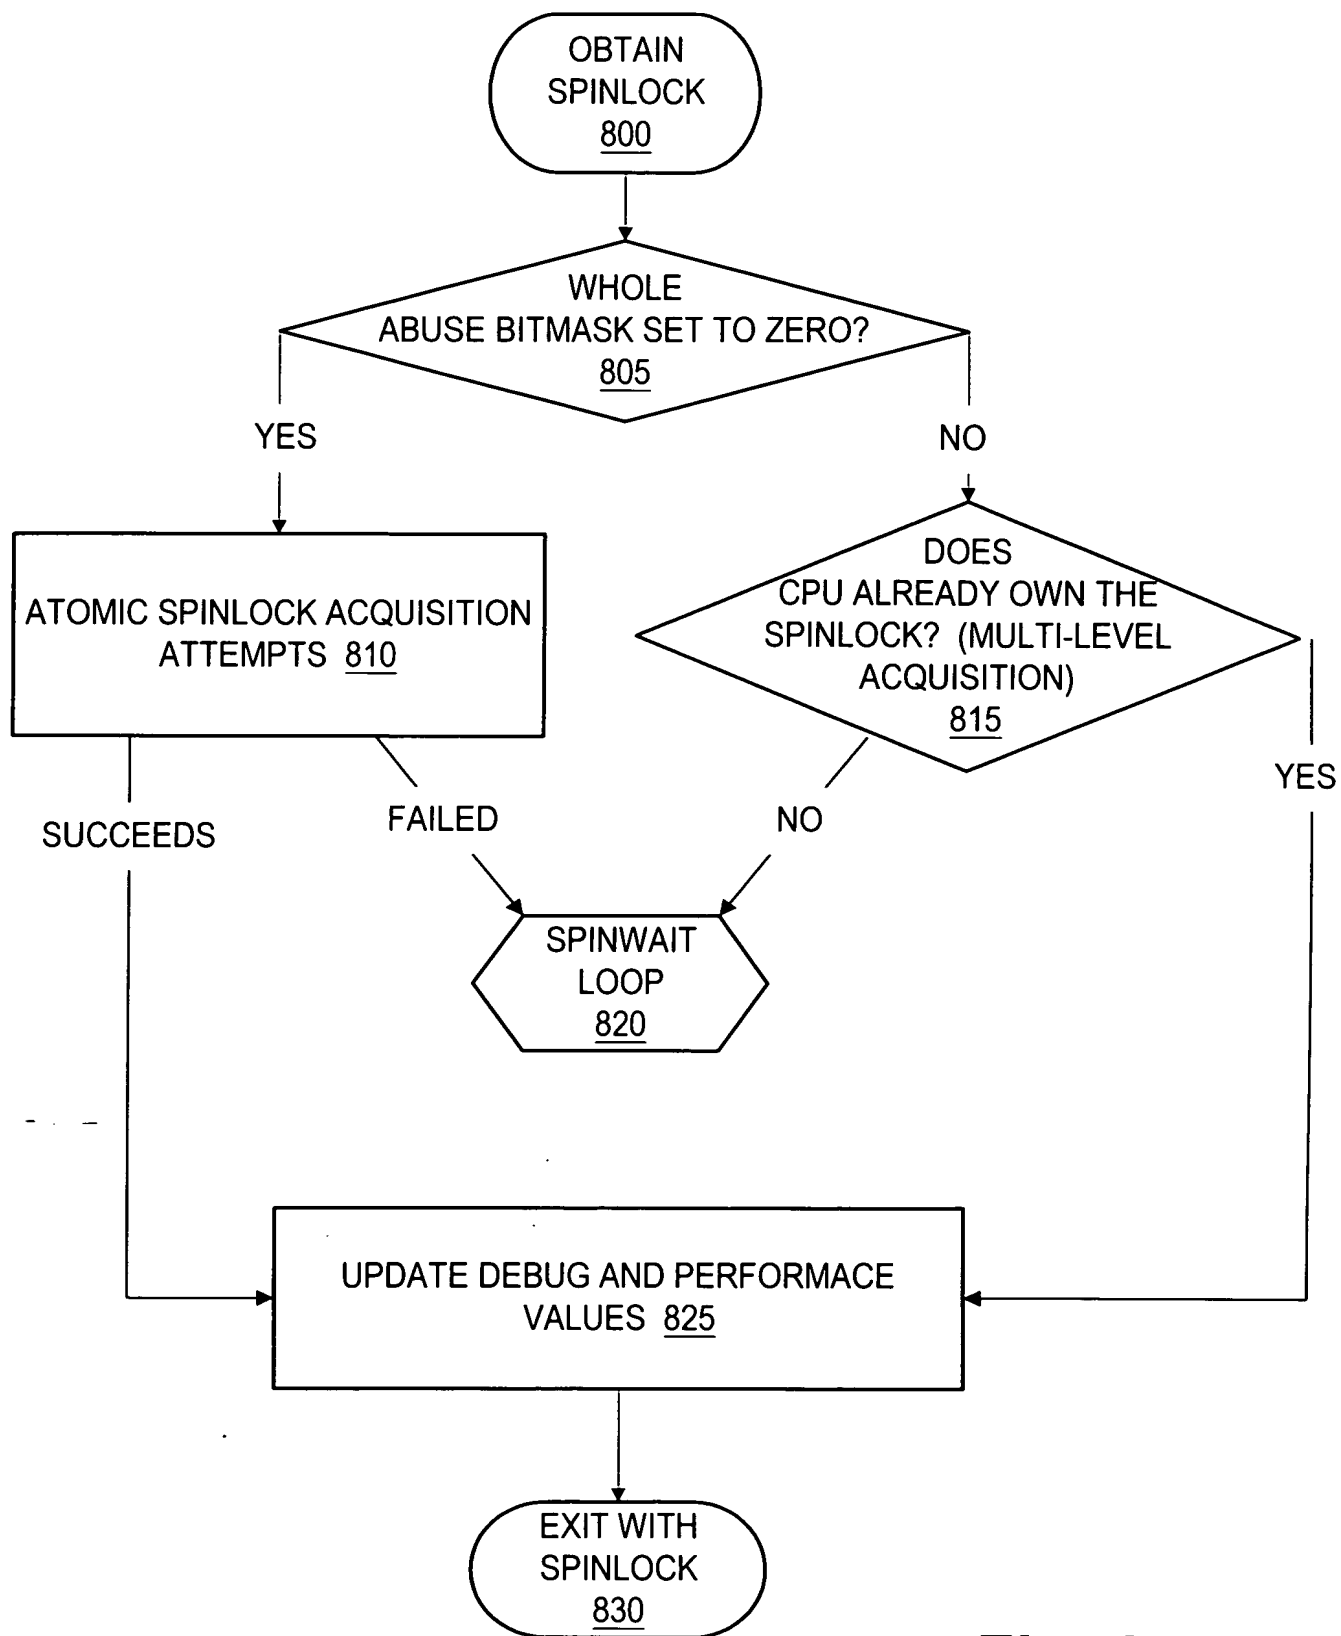 OBTAIN
SPINLOCK
800
WHOLE
ABUSE BITMASK SET TO ZERO?
805
YES
NO
ATOMIC SPINLOCK ACQUISITION
ATTEMPTS 810
DOES
CPU ALREADY OWN THE
SPINLOCK? (MULTI-LEVEL
ACQUISITION)
815
YES
SUCCEEDS
FAILED
NO
SPINWAIT
LOOP
820
UPDATE DEBUG AND PERFORMACE
VALUES 825
EXIT WITH
SPINLOCK
830